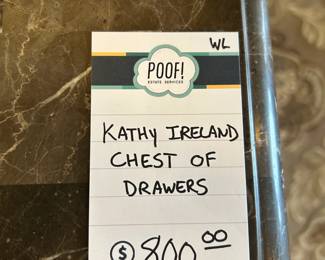 WL
POOF!
ESTATE SERVICES
KATHY IRELAND
CHEST OF
DRAWERS
$ 800 00